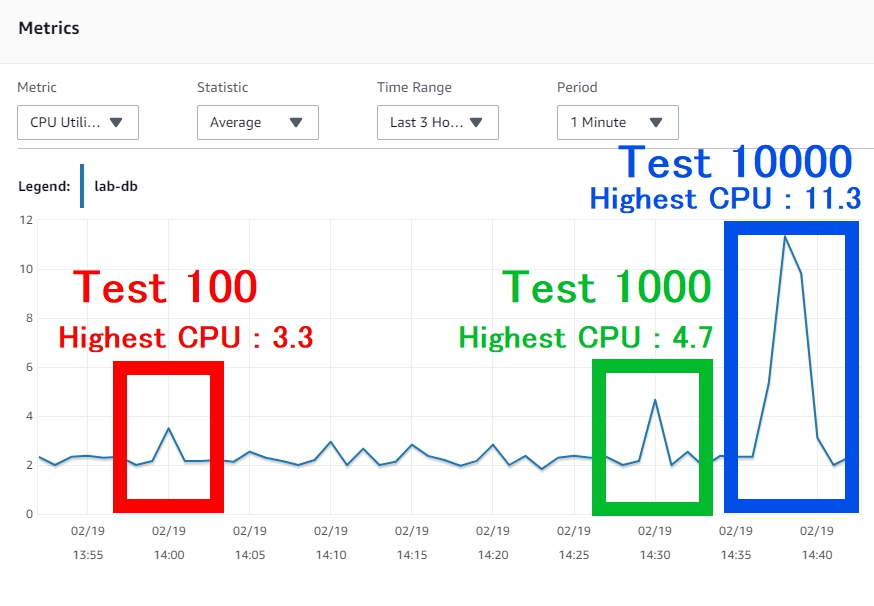 Metrics
Metric Statistic Time Range Period
CPU Utili... Average Last 3 Ho... 1 Minute
Test 10000
Highest CPU : 11.3
Legend: lab-db
Test 100
Highest CPU : 3.3
Test 1000
Highest CPU : 4.7
12
10
8
6
4
2
0
02/19 02/19 02/19 02/19 02/19 02/19 02/19 02/19 02/19 02/19
13:55 14:00 14:05 14:10 14:15 14:20 14:25 14:30 14:35 14:40